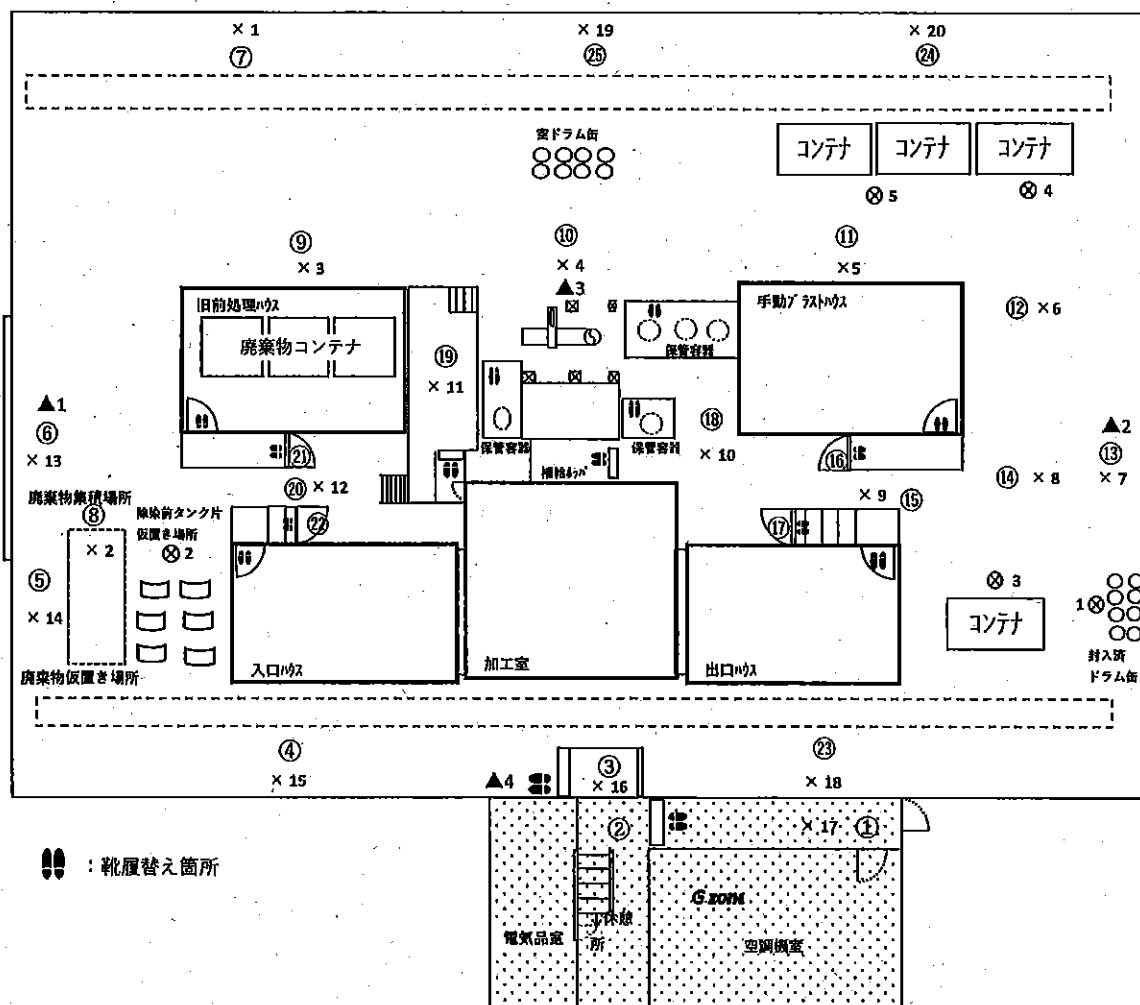 × 1
× 19
× 20
⑦
㉕
㉔
空ドラム缶
コンテナ
コンテナ
コンテナ
⊗ 5
⊗ 4
⑨
⑩
⑪
× 3
× 4
×5
▲3
旧前処理ハウス
手動ブラストハウス
⑫ × 6
廃棄物コンテナ
⑲
保管容器
× 11
▲1
⑱
▲2
⑥
保管容器
保管容器
㉑
⑯
⑬
× 13
× 10
⑭ × 8
× 7
⑳ × 12
× 9
⑮
廃棄物集積場所
⑧
除染前タンク片
仮置き場所
㉒
⑰
× 2
⊗2
⑤
⊗ 3
× 14
1⊗
コンテナ
入口ハウス
加工室
出口ハウス
封入済
ドラム缶
廃棄物仮置き場所
④
③
㉓
× 15
▲4
× 16
× 18
②
× 17
①
：靴履替え箇所
G zone
休憩
所
電気品室
空調機室